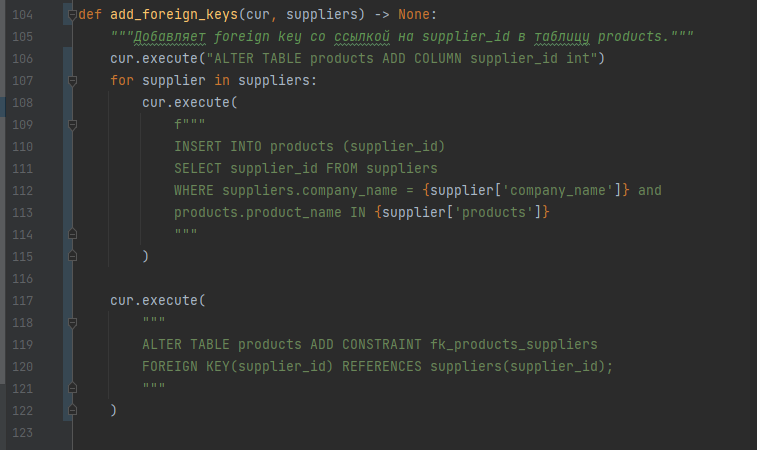 104 def add_foreign_keys(cur, suppliers) -> None:
105     """Добавляет foreign key со ссылкой на supplier_id в таблицу products."""
106     cur.execute("ALTER TABLE products ADD COLUMN supplier_id int")
107     for supplier in suppliers:
108         cur.execute(
109             f"""
110             INSERT INTO products (supplier_id)
111             SELECT supplier_id FROM suppliers
112             WHERE suppliers.company_name = {supplier['company_name']} and
113             products.product_name IN {supplier['products']}
114             """
115         )
116
117     cur.execute(
118         """
119         ALTER TABLE products ADD CONSTRAINT fk_products_suppliers
120         FOREIGN KEY(supplier_id) REFERENCES suppliers(supplier_id);
121         """
122     )
123